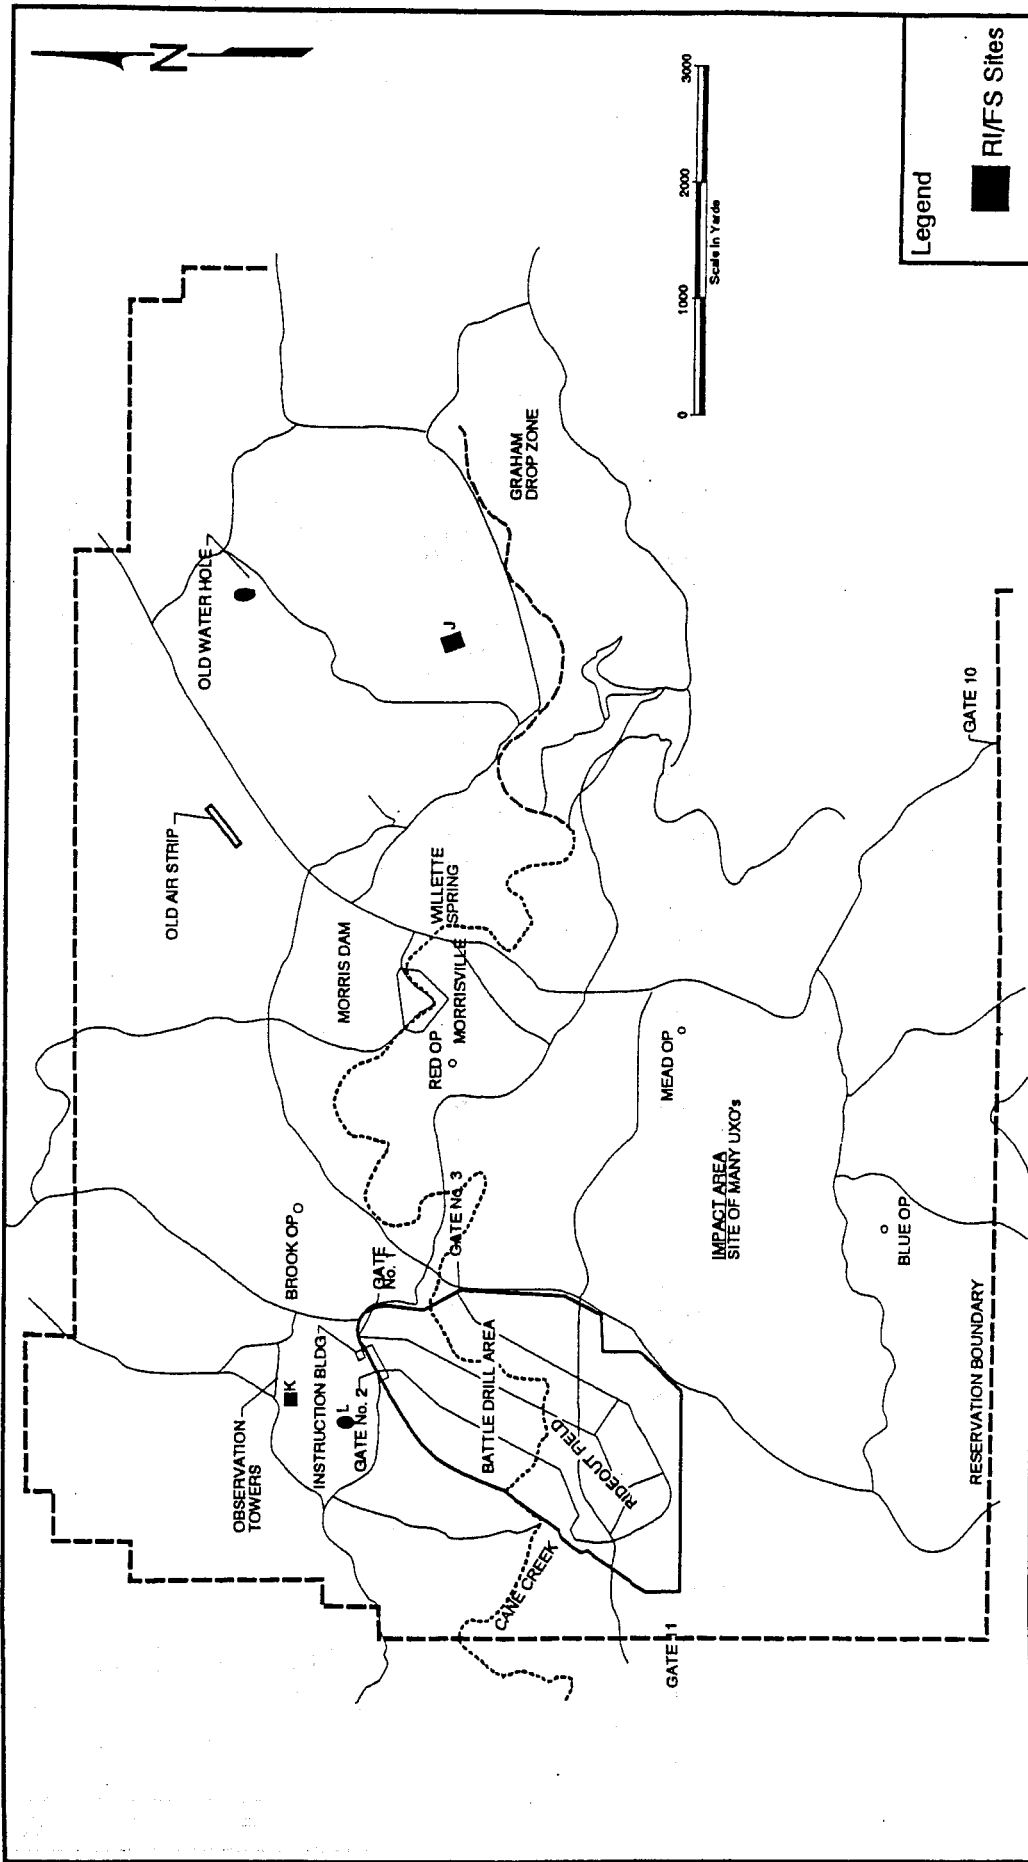 N
OLD AIR STRIP
OLD WATER HOLE
OBSERVATION
TOWERS
BROOK OP
K
L
INSTRUCTION BLDG
GATE No. 2
GATE
No. 1
MORRIS DAM
RED OP
WILLETTE
SPRING
MORRISVILLE
J
GATE No. 3
BATTLE DRILL AREA
GRAHAM
DROP ZONE
CANE CREEK
RIDEOUT FIELD
MEAD OP
GATE 11
IMPACT AREA
SITE OF MANY UXO's
BLUE OP
GATE 10
RESERVATION BOUNDARY
0 1000 2000 3000
Scale in Yards
Legend
RI/FS Sites